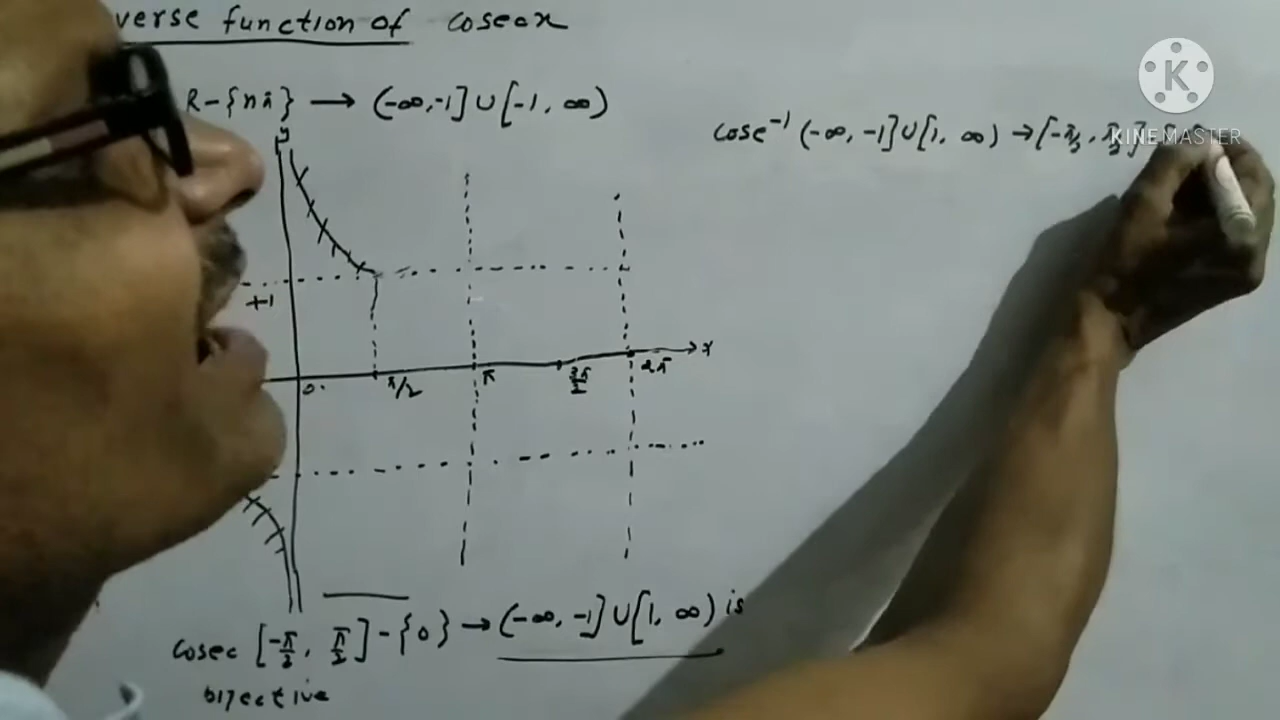 verse function of cosecx
R-{nπ} → (-∞,-1] ∪ [-1, ∞)
cose⁻¹ (-∞, -1] ∪ [1, ∞) → [-π/2, π/2] -
KINEMASTER
K
y
+1
0
π/2
π
3π/2
2π
x
cosec [-π/2, π/2] - {0} → (-∞, -1] ∪ [1, ∞) is
bijective